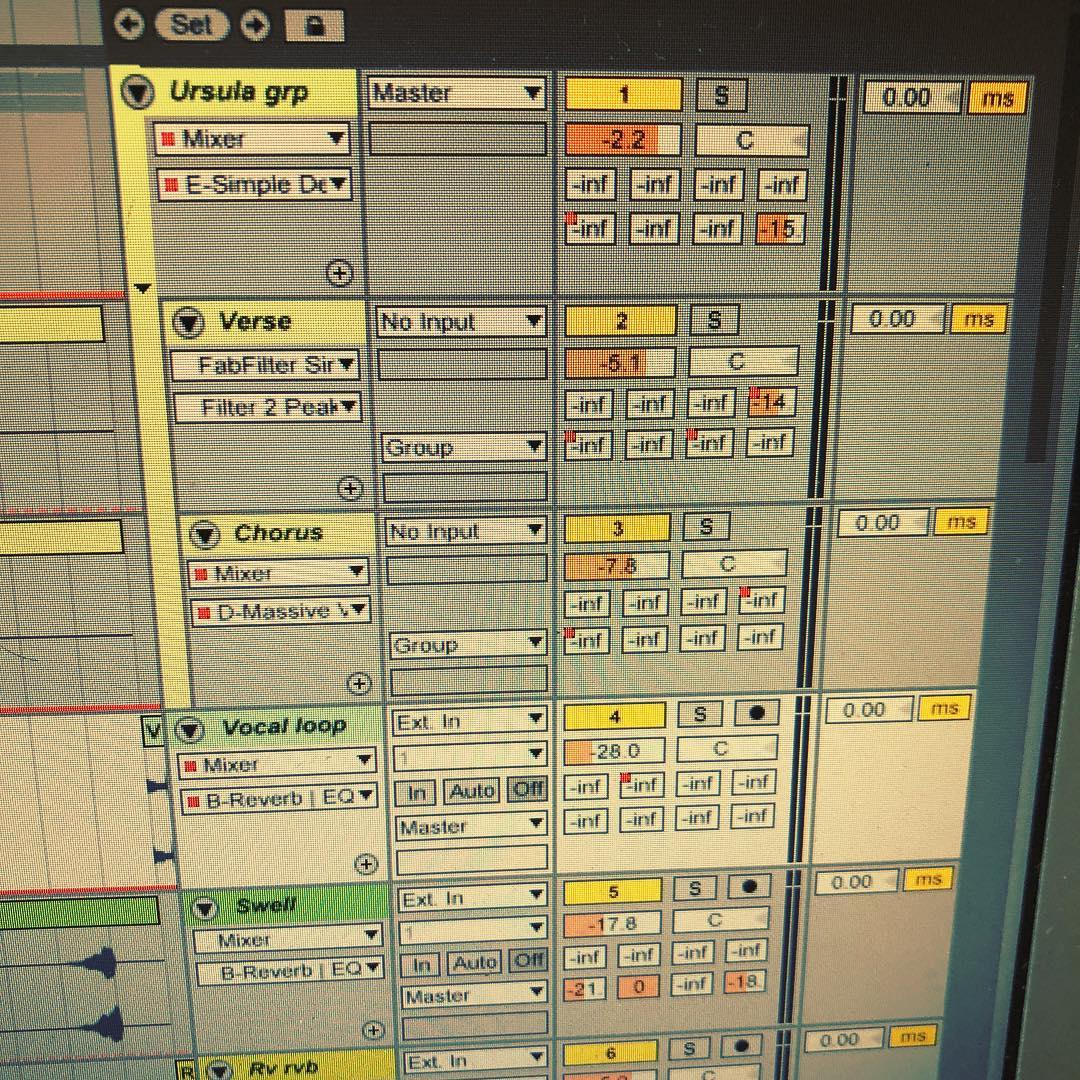 Set
Ursula grp Master 1 S 0.00 ms
Mixer -2.2 C
E-Simple De -inf -inf -inf -inf
-inf -inf -inf -15
Verse No Input 2 S 0.00 ms
FabFilter Sir -5.1 C
Filter 2 Peak -inf -inf -inf -14
Group -inf -inf -inf -inf
Chorus No Input 3 S 0.00 ms
Mixer -7.8 C
D-Massive V -inf -inf -inf -inf
Group -inf -inf -inf -inf
V Vocal loop Ext. In 4 S 0.00 ms
Mixer 1 -28.0 C
B-Reverb | EQ In Auto Off -inf -inf -inf -inf
Master -inf -inf -inf -inf
Swell Ext. In 5 S 0.00 ms
Mixer 1 -17.8 C
B-Reverb | EQ In Auto Off -inf -inf -inf -inf
Master -21 0 -inf -18
R Rv rvb Ext. In 6 S 0.00 ms
C